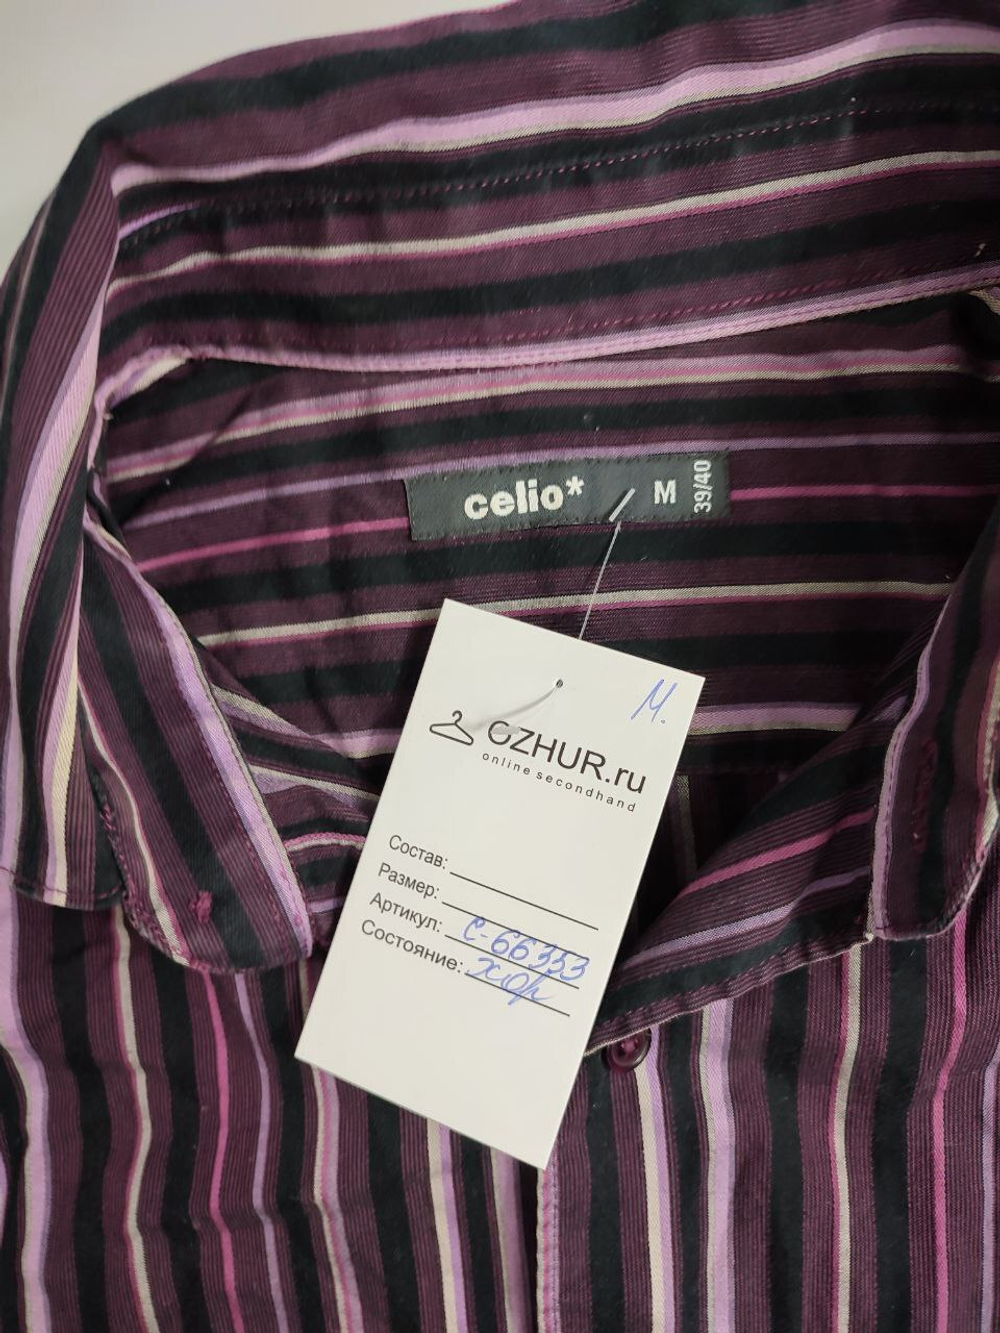 celio* M 39/40
М.
CZHUR.ru
online secondhand
Состав:
Размер:
Артикул: С-66353
Состояние: хор